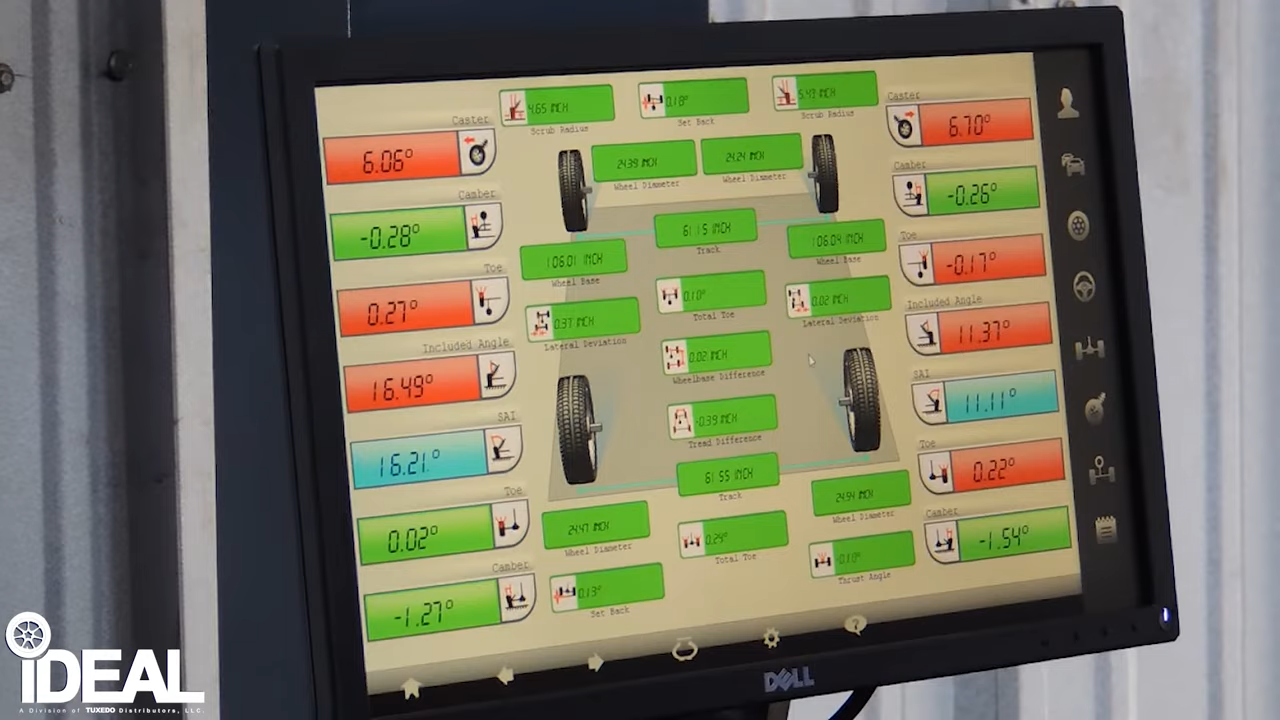 4.65 INCH
Scrub Radius
0.18°
Set Back
5.49 INCH
Scrub Radius
Caster
6.06°
Camber
-0.28°
Toe
0.27°
Included Angle
16.49°
SAI
16.21°
Toe
0.02°
Camber
-1.27°
24.39 INCH
Wheel Diameter
24.24 INCH
Wheel Diameter
61.15 INCH
Track
106.01 INCH
Wheel Base
106.04 INCH
Wheel Base
0.37 INCH
Lateral Deviation
0.10°
Total Toe
0.02 INCH
Lateral Deviation
0.02 INCH
Wheelbase Difference
-0.39 INCH
Tread Difference
61.55 INCH
Track
24.47 INCH
Wheel Diameter
24.94 INCH
Wheel Diameter
Total Toe
Thrust Angle
0.13°
Set Back
Caster
6.70°
Camber
-0.26°
Toe
-0.17°
Included Angle
11.37°
SAI
11.11°
Toe
0.22°
Camber
-1.54°
DELL
iDEAL
A Division of TUXEDO Distributors, LLC.